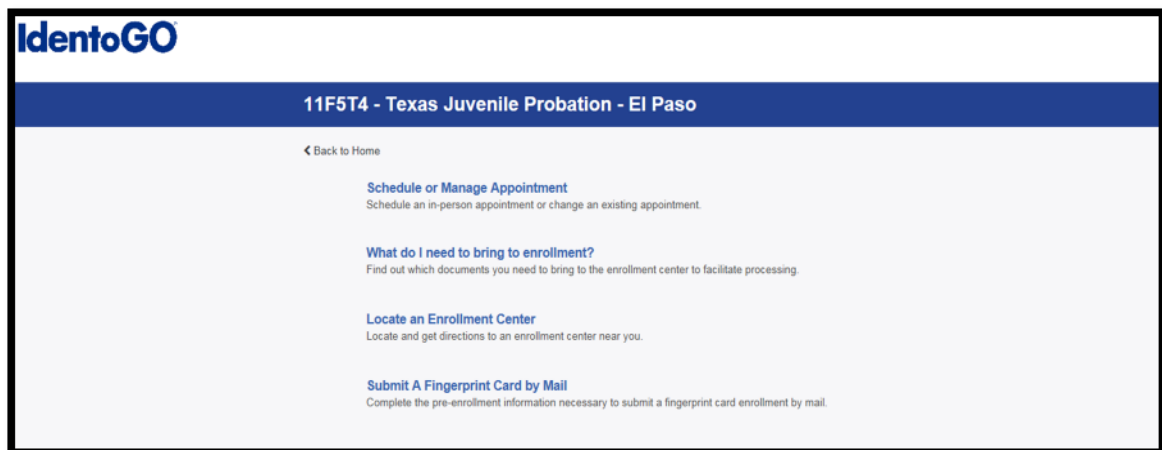 IdentoGO
11F5T4 - Texas Juvenile Probation - El Paso
Back to Home
Schedule or Manage Appointment
Schedule an in-person appointment or change an existing appointment.
What do I need to bring to enrollment?
Find out which documents you need to bring to the enrollment center to facilitate processing.
Locate an Enrollment Center
Locate and get directions to an enrollment center near you.
Submit A Fingerprint Card by Mail
Complete the pre-enrollment information necessary to submit a fingerprint card enrollment by mail.